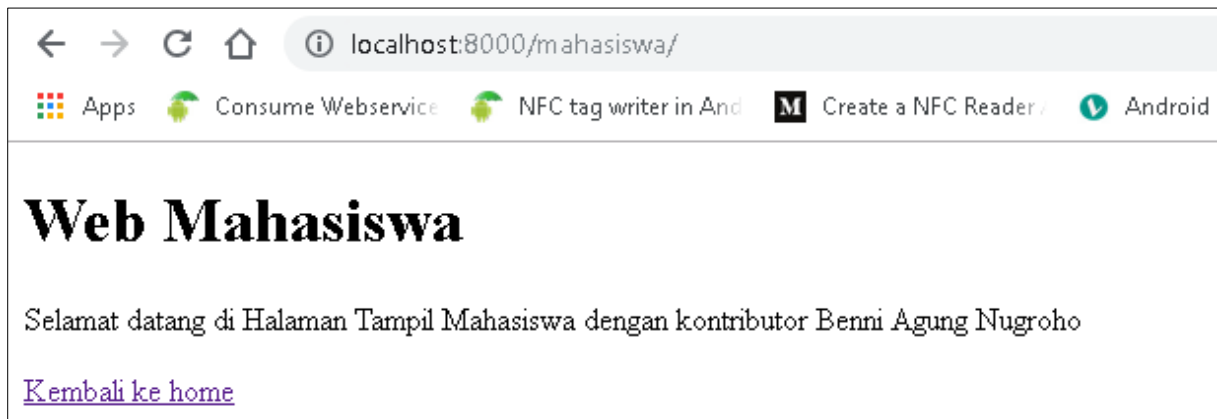 localhost:8000/mahasiswa/
Apps Consume Webservice NFC tag writer in And M Create a NFC Reader Android
Web Mahasiswa
Selamat datang di Halaman Tampil Mahasiswa dengan kontributor Benni Agung Nugroho
Kembali ke home